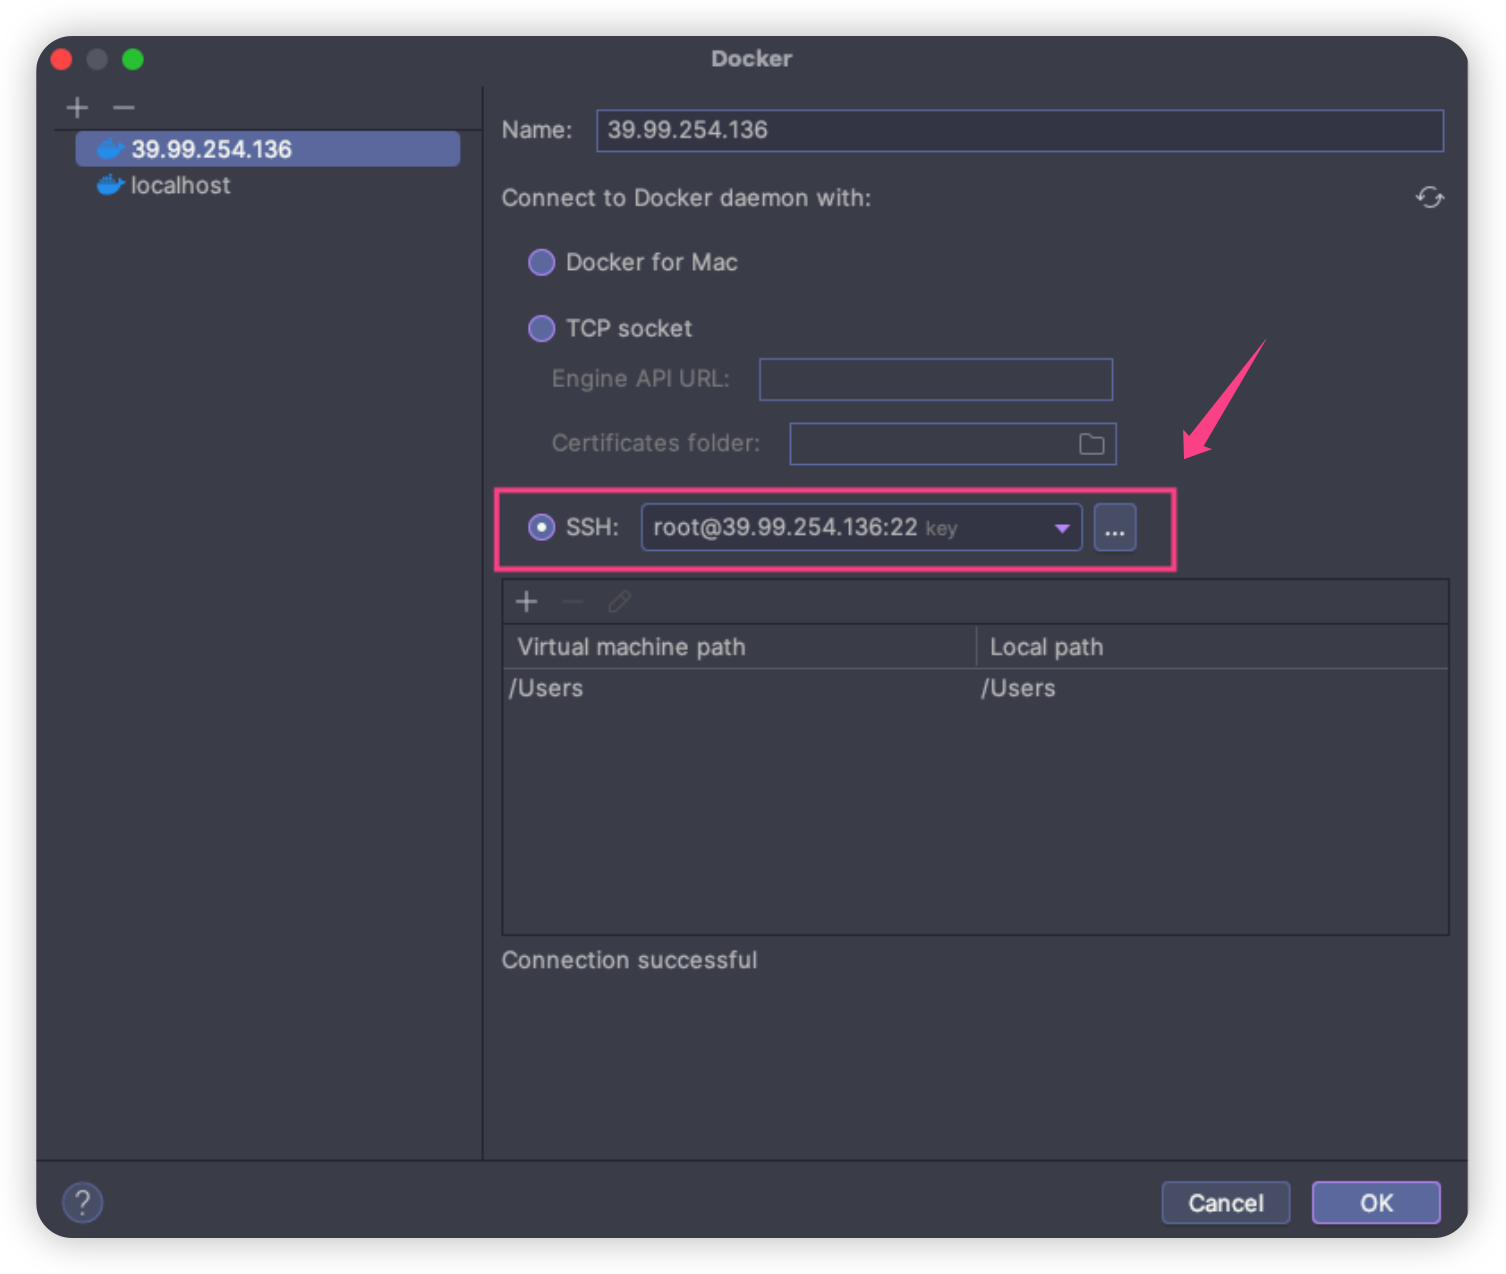 Docker
39.99.254.136
localhost
Name: 39.99.254.136
Connect to Docker daemon with:
Docker for Mac
TCP socket
Engine API URL:
Certificates folder:
SSH: root@39.99.254.136:22 key ...
Virtual machine path Local path
/Users /Users
Connection successful
? Cancel OK